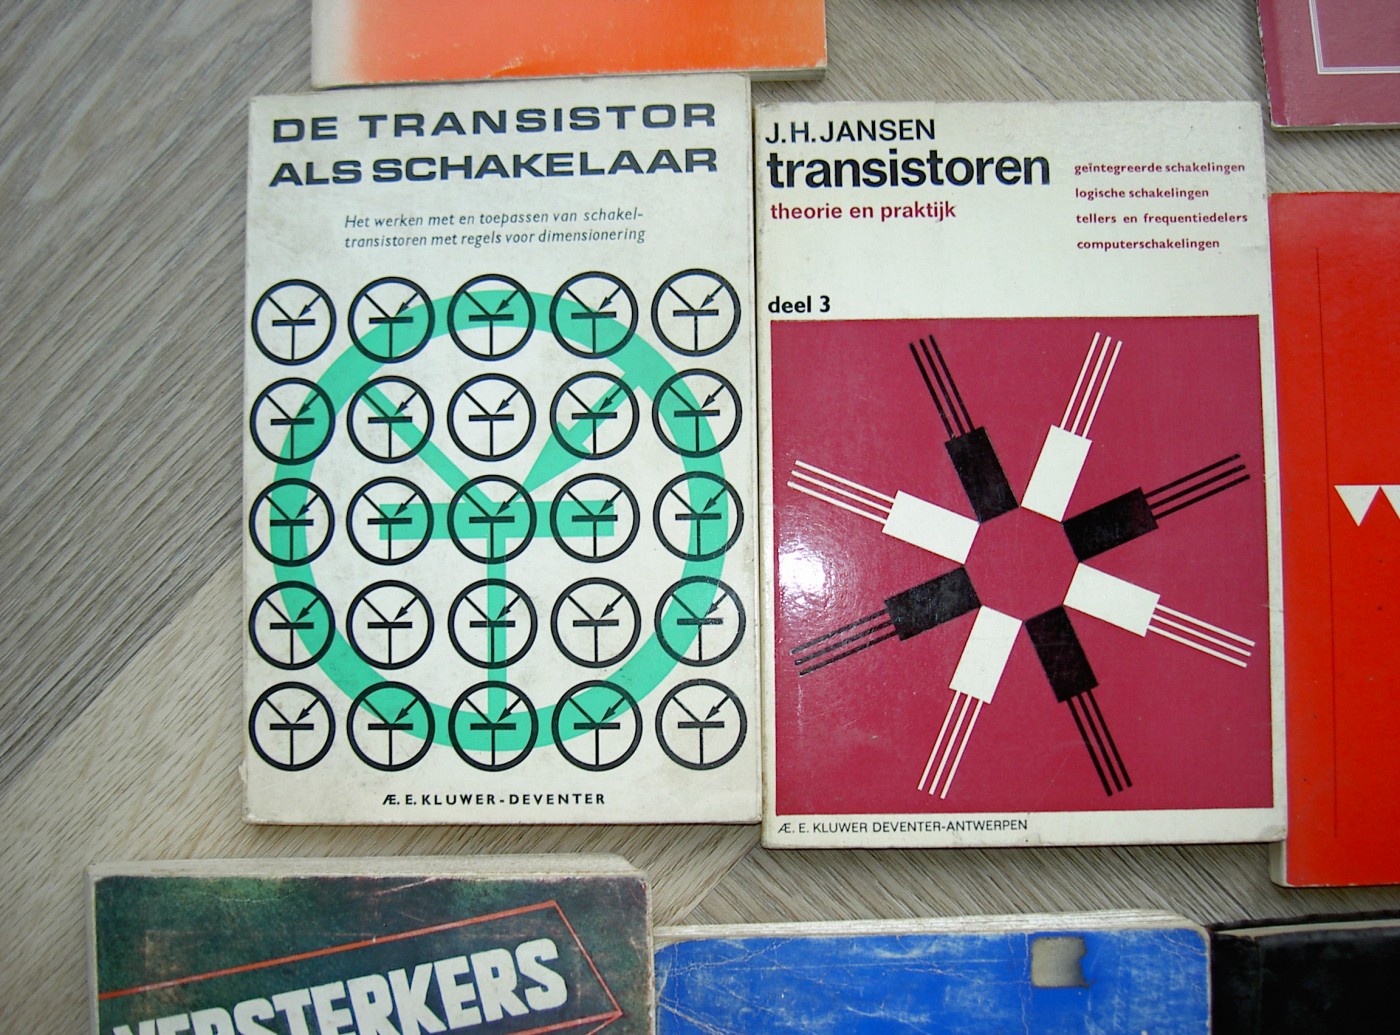 DE TRANSISTOR
ALS SCHAKELAAR
Het werken met en toepassen van schakel-
transistoren met regels voor dimensionering
Æ. E. KLUWER - DEVENTER
J. H. JANSEN
transistoren
theorie en praktijk
geïntegreerde schakelingen
logische schakelingen
tellers en frequentiedelers
computerschakelingen
deel 3
Æ. E. KLUWER DEVENTER-ANTWERPEN
VERSTERKERS